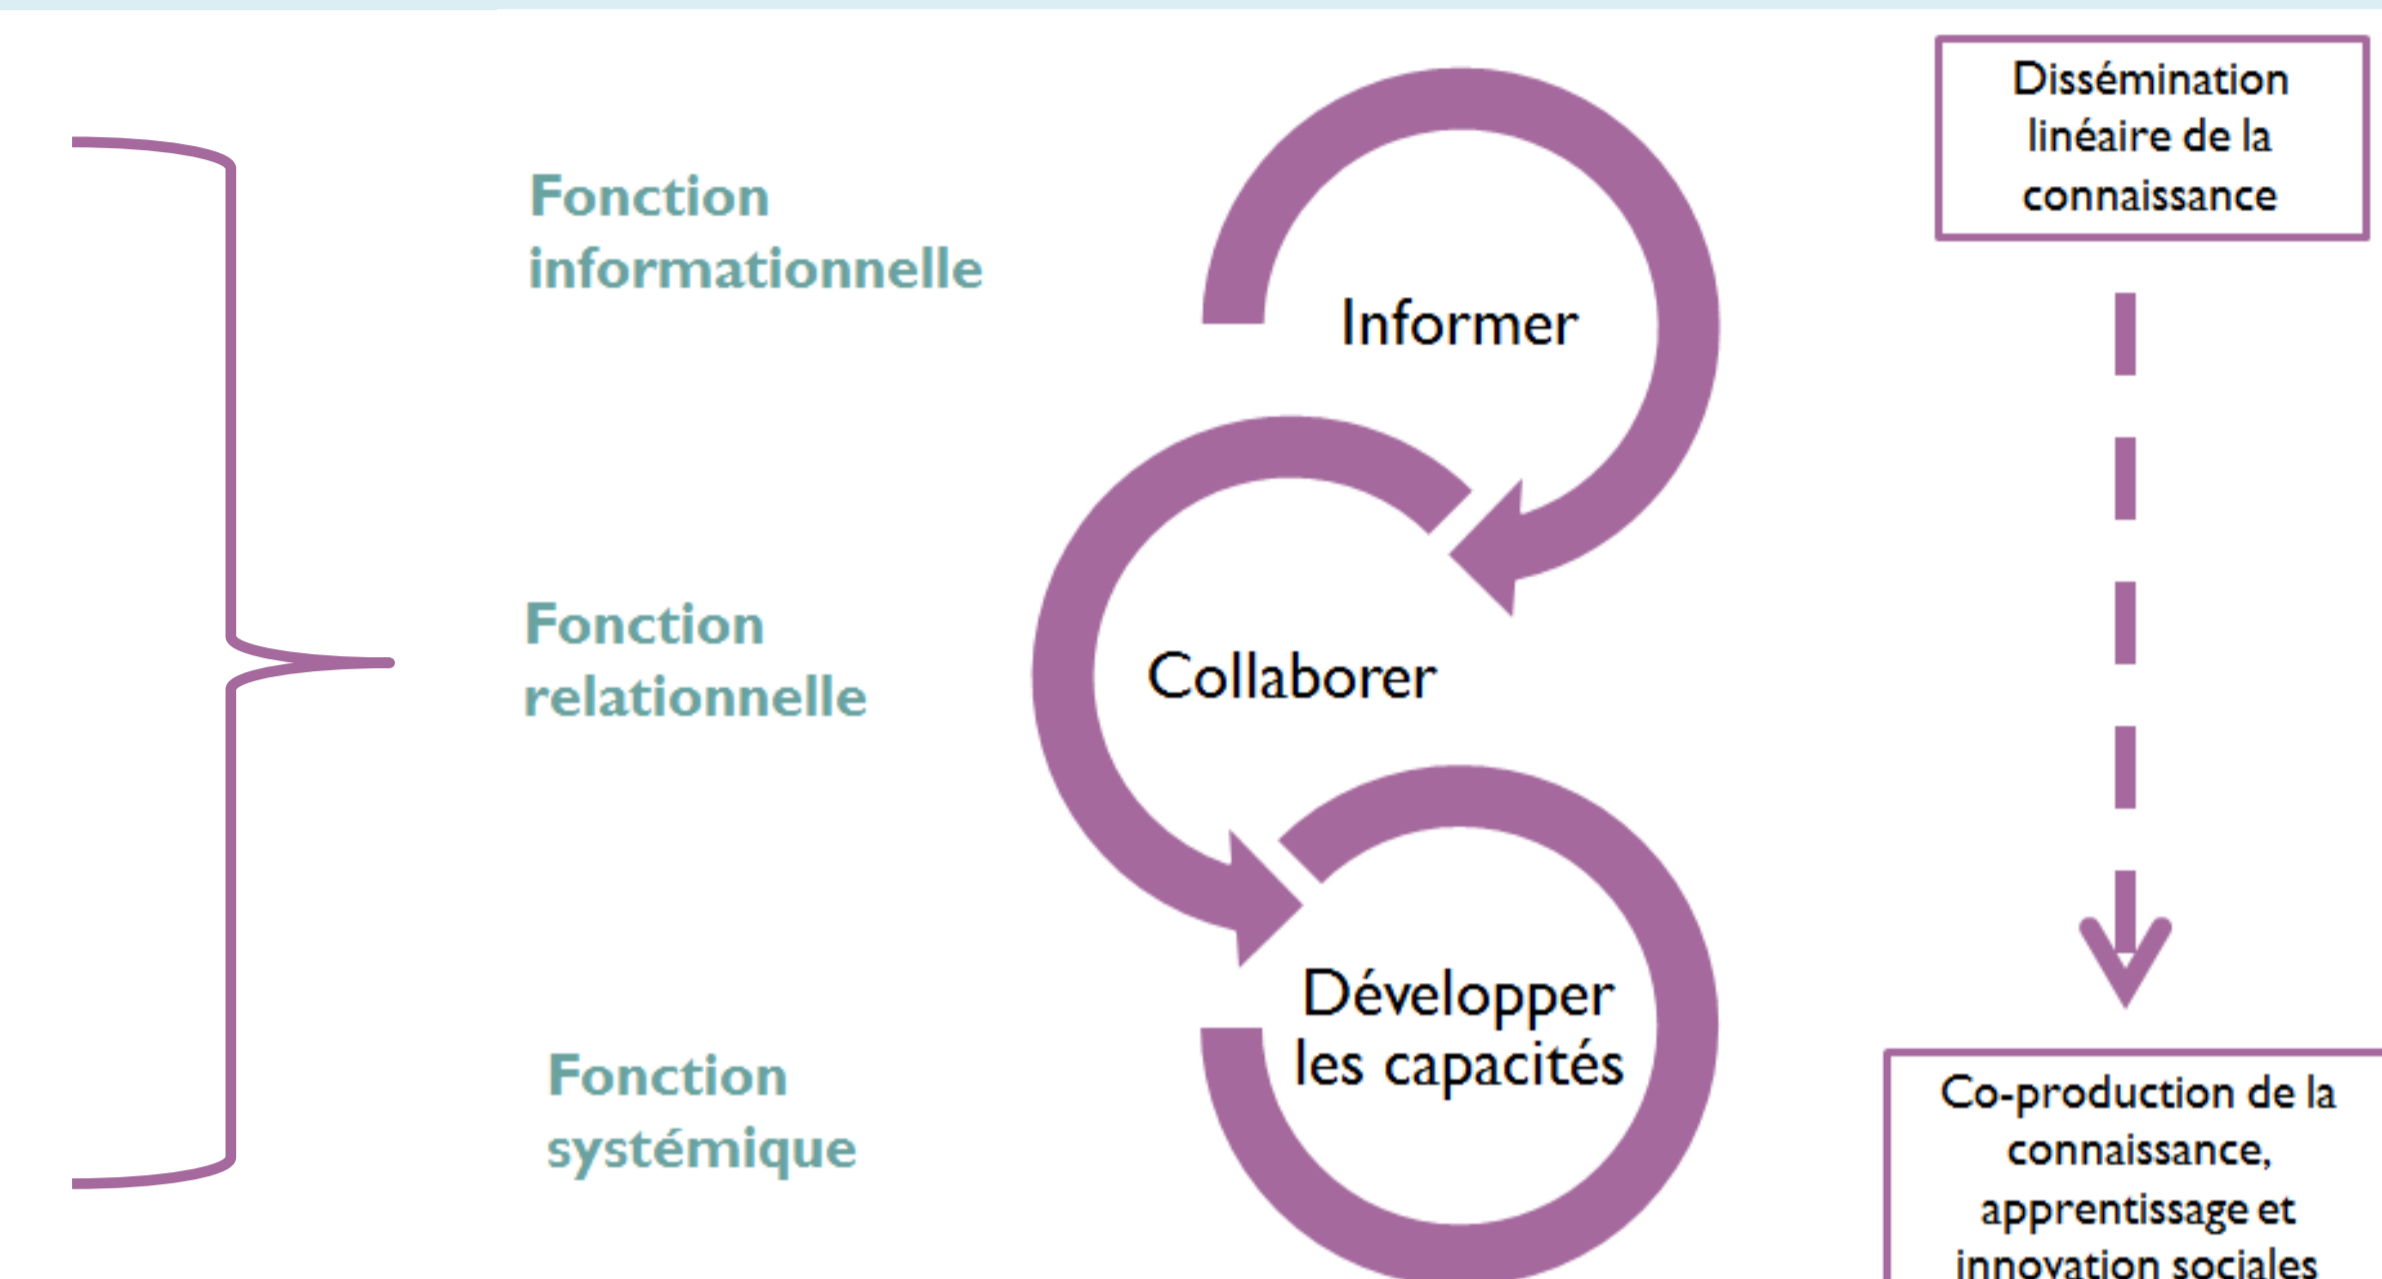 Fonction
informationnelle
Informer
Dissémination
linéaire de la
connaissance
Fonction
relationnelle
Collaborer
Fonction
systémique
Développer
les capacités
Co-production de la
connaissance,
apprentissage et
innovation sociales